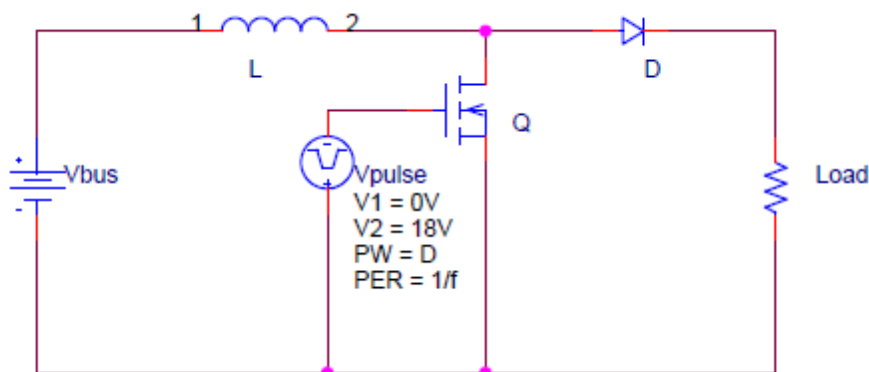 1
2
L
D
Q
Vbus
Vpulse
V1 = 0V
V2 = 18V
PW = D
PER = 1/f
Load